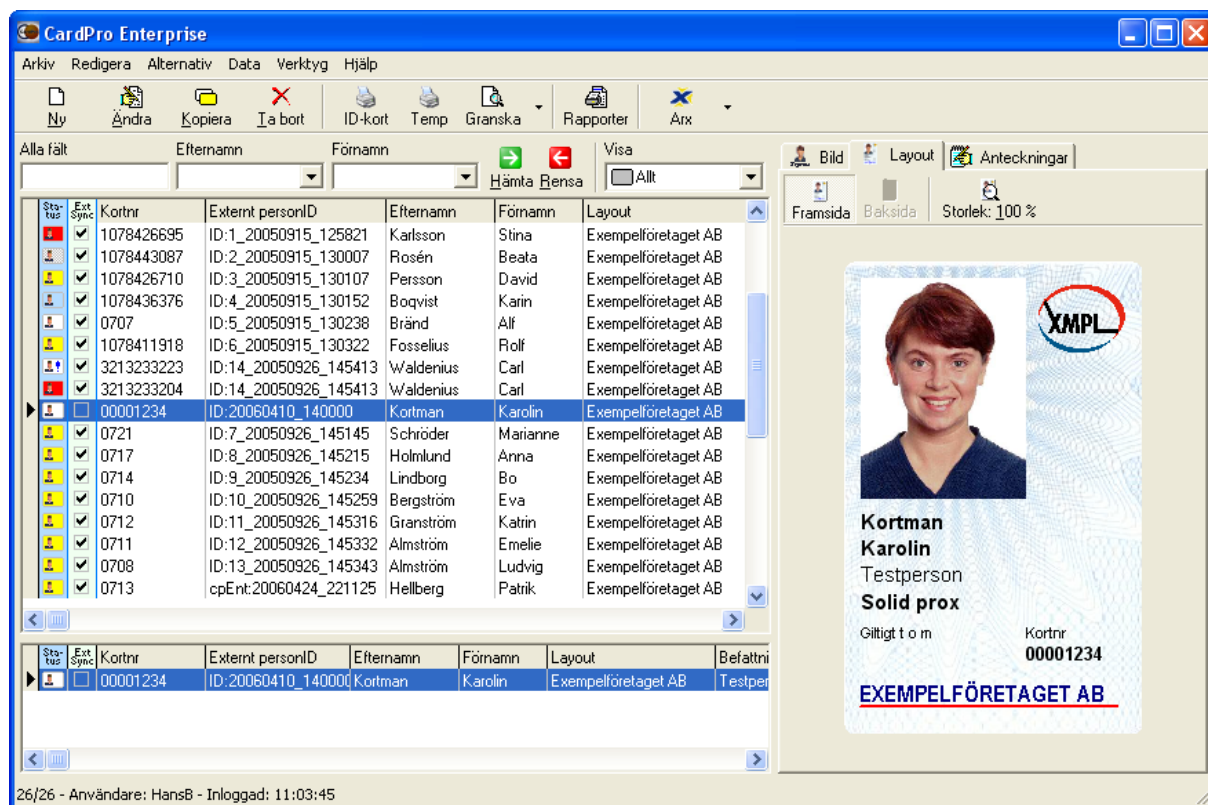 CardPro Enterprise
Arkiv Redigera Alternativ Data Verktyg Hjälp
Ny Ändra Kopiera Ta bort ID-kort Temp Granska Rapporter Arx
Alla fält Efternamn Förnamn Hämta Rensa Visa Allt
Sta-tus Ext Sync Kortnr Externt personID Efternamn Förnamn Layout
1078426695 ID:1_20050915_125821 Karlsson Stina Exempelföretaget AB
1078443087 ID:2_20050915_130007 Rosén Beata Exempelföretaget AB
1078426710 ID:3_20050915_130107 Persson David Exempelföretaget AB
1078436376 ID:4_20050915_130152 Boqvist Karin Exempelföretaget AB
0707 ID:5_20050915_130238 Bränd Alf Exempelföretaget AB
1078411918 ID:6_20050915_130322 Fosselius Rolf Exempelföretaget AB
3213233223 ID:14_20050926_145413 Waldenius Carl Exempelföretaget AB
3213233204 ID:14_20050926_145413 Waldenius Carl Exempelföretaget AB
00001234 ID:20060410_140000 Kortman Karolin Exempelföretaget AB
0721 ID:7_20050926_145145 Schröder Marianne Exempelföretaget AB
0717 ID:8_20050926_145215 Holmlund Anna Exempelföretaget AB
0714 ID:9_20050926_145234 Lindborg Bo Exempelföretaget AB
0710 ID:10_20050926_145259 Bergström Eva Exempelföretaget AB
0712 ID:11_20050926_145316 Granström Katrin Exempelföretaget AB
0711 ID:12_20050926_145332 Almström Emelie Exempelföretaget AB
0708 ID:13_20050926_145343 Almström Ludvig Exempelföretaget AB
0713 cpEnt:20060424_221125 Hellberg Patrik Exempelföretaget AB
Sta-tus Ext Sync Kortnr Externt personID Efternamn Förnamn Layout Befattni
00001234 ID:20060410_140000 Kortman Karolin Exempelföretaget AB Testper
Bild Layout Anteckningar
Framsida Baksida Storlek: 100 %
XMPL
Kortman
Karolin
Testperson
Solid prox
Giltigt t o m Kortnr
00001234
EXEMPELFÖRETAGET AB
26/26 - Användare: HansB - Inloggad: 11:03:45